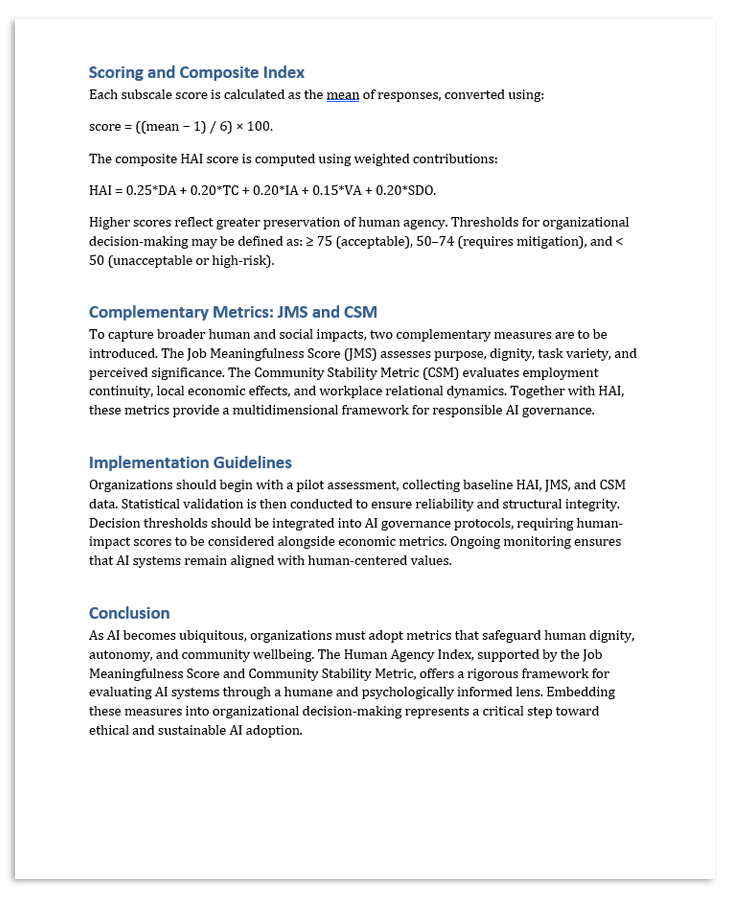 Scoring and Composite Index
Each subscale score is calculated as the mean of responses, converted using:
score = ((mean − 1) / 6) × 100.
The composite HAI score is computed using weighted contributions:
HAI = 0.25*DA + 0.20*TC + 0.20*IA + 0.15*VA + 0.20*SDO.
Higher scores reflect greater preservation of human agency. Thresholds for organizational
decision-making may be defined as: ≥ 75 (acceptable), 50–74 (requires mitigation), and <
50 (unacceptable or high-risk).
Complementary Metrics: JMS and CSM
To capture broader human and social impacts, two complementary measures are to be
introduced. The Job Meaningfulness Score (JMS) assesses purpose, dignity, task variety, and
perceived significance. The Community Stability Metric (CSM) evaluates employment
continuity, local economic effects, and workplace relational dynamics. Together with HAI,
these metrics provide a multidimensional framework for responsible AI governance.
Implementation Guidelines
Organizations should begin with a pilot assessment, collecting baseline HAI, JMS, and CSM
data. Statistical validation is then conducted to ensure reliability and structural integrity.
Decision thresholds should be integrated into AI governance protocols, requiring human-
impact scores to be considered alongside economic metrics. Ongoing monitoring ensures
that AI systems remain aligned with human-centered values.
Conclusion
As AI becomes ubiquitous, organizations must adopt metrics that safeguard human dignity,
autonomy, and community wellbeing. The Human Agency Index, supported by the Job
Meaningfulness Score and Community Stability Metric, offers a rigorous framework for
evaluating AI systems through a humane and psychologically informed lens. Embedding
these measures into organizational decision-making represents a critical step toward
ethical and sustainable AI adoption.